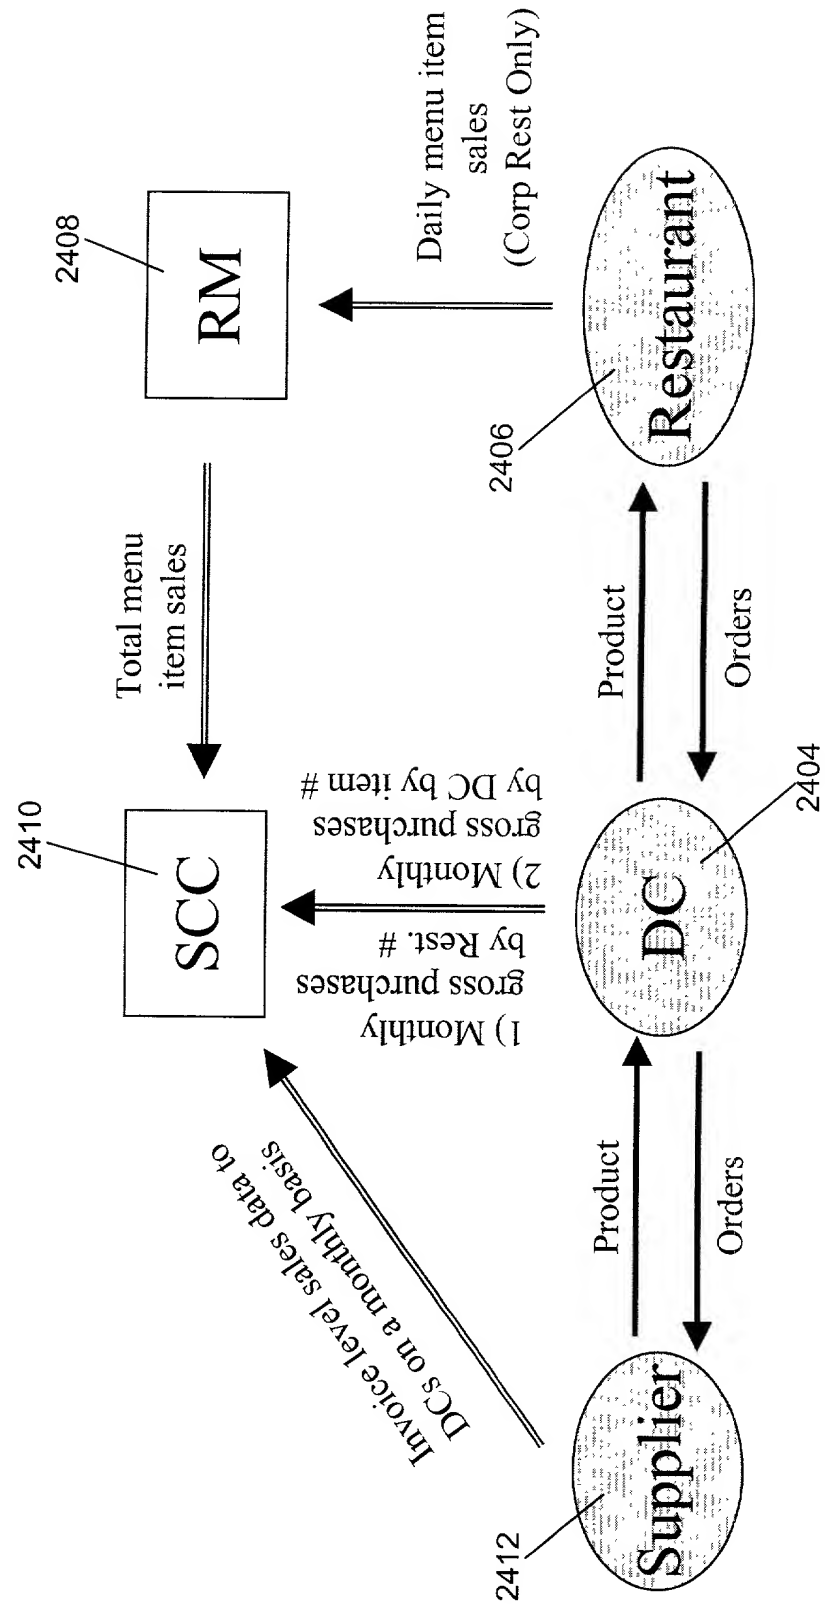 2410
SCC
Total menu
item sales
2408
RM
Invoice level sales data to
DCs on a monthly basis
1) Monthly
gross purchases
by Rest. #
2) Monthly
gross purchases
by DC by item #
Daily menu item
sales
(Corp Rest Only)
2412
Supplier
Product
Orders
DC
2404
Product
Orders
2406
Restaurant